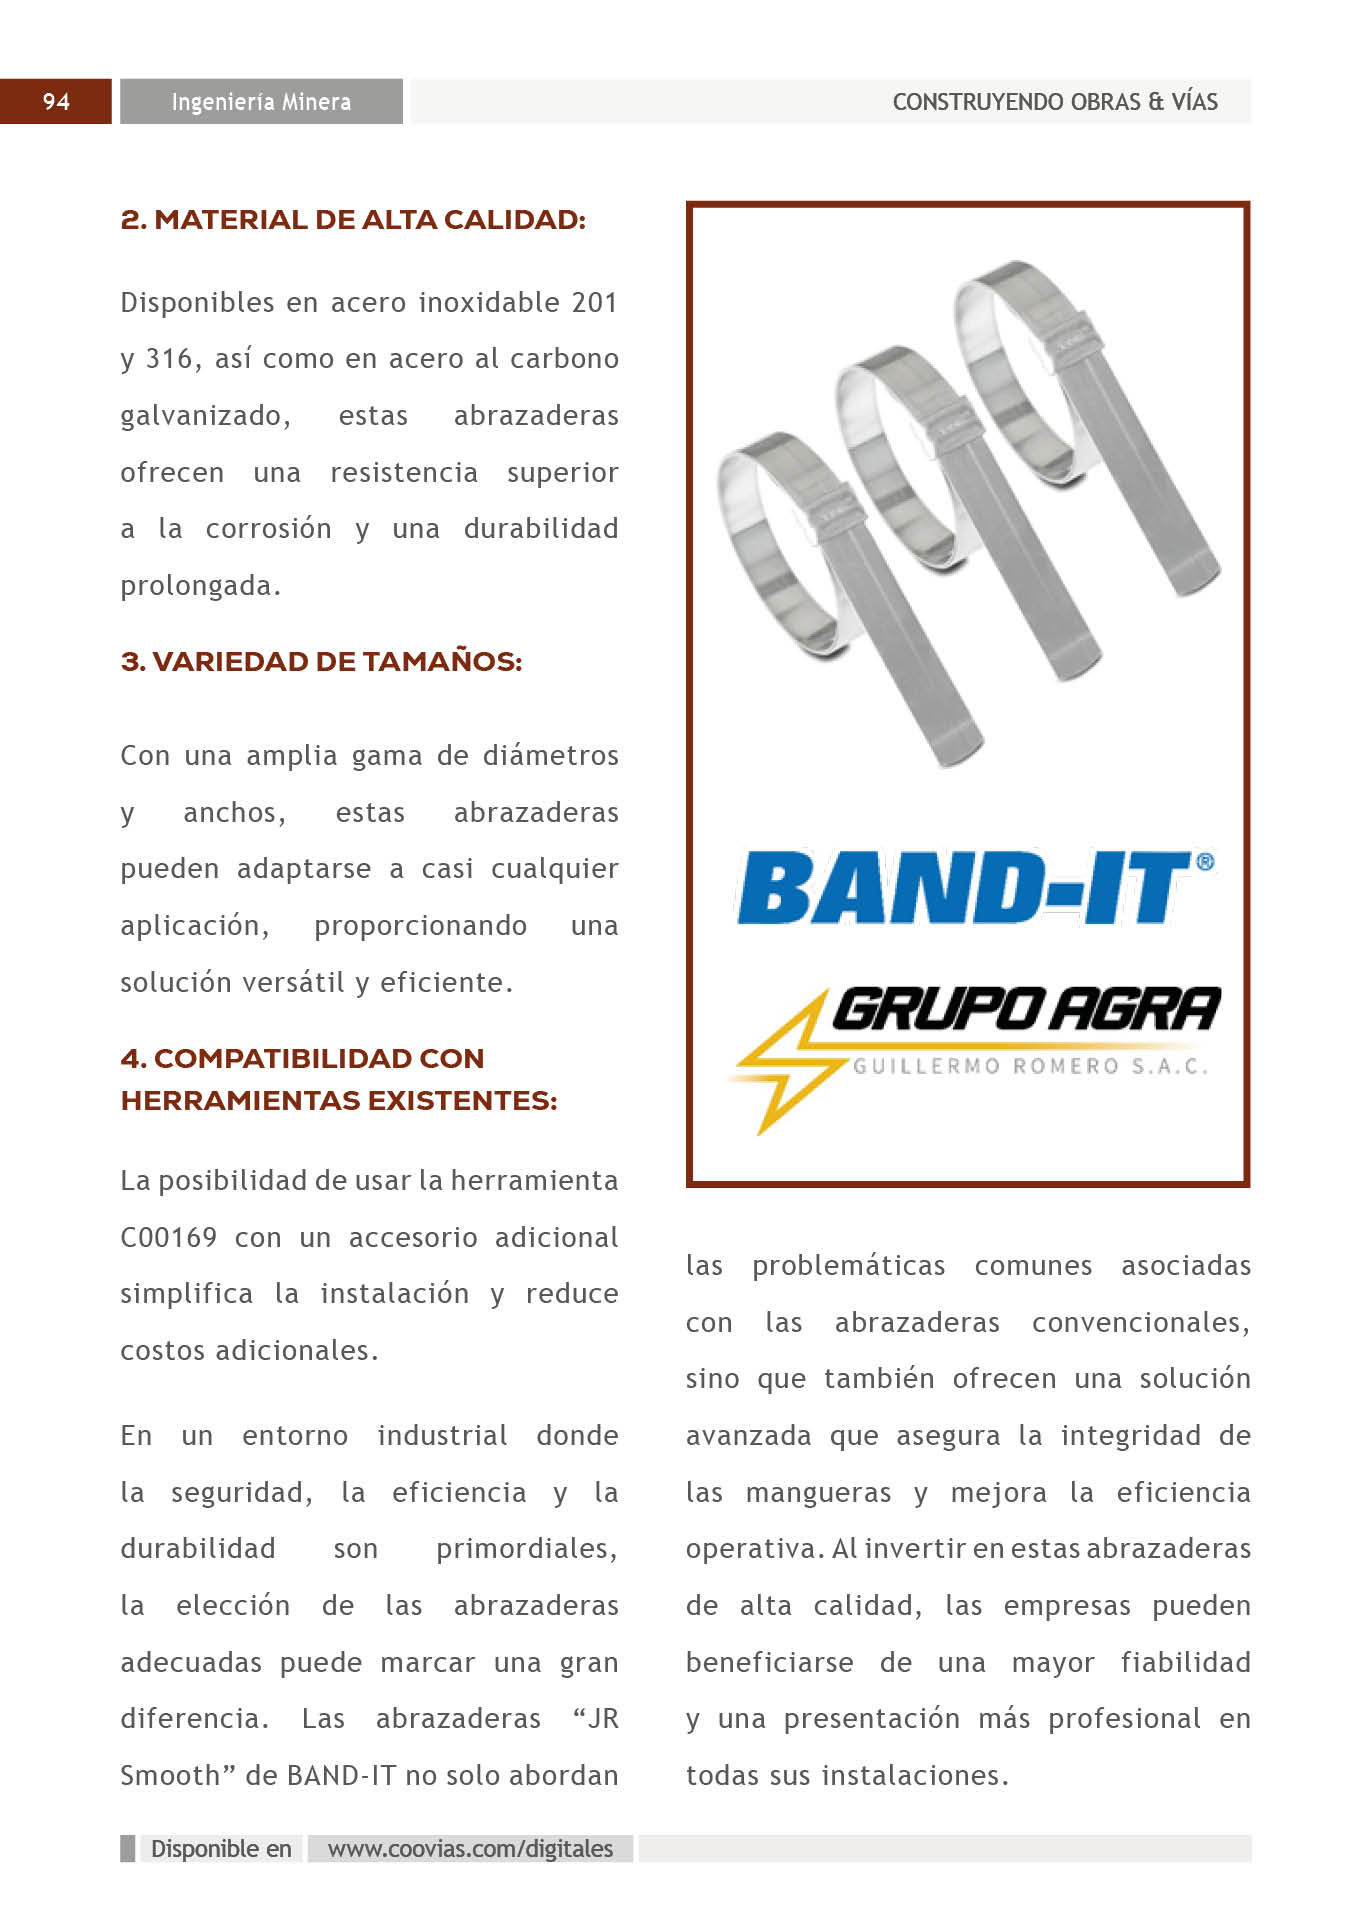 94
Ingeniería Minera
CONSTRUYENDO OBRAS & VÍAS
2. MATERIAL DE ALTA CALIDAD:
Disponibles en acero inoxidable 201
y 316, así como en acero al carbono
galvanizado, estas abrazaderas
ofrecen una resistencia superior
a la corrosión y una durabilidad
prolongada.
3. VARIEDAD DE TAMAÑOS:
Con una amplia gama de diámetros
y anchos, estas abrazaderas
pueden adaptarse a casi cualquier
aplicación, proporcionando una
solución versátil y eficiente.
4. COMPATIBILIDAD CON
HERRAMIENTAS EXISTENTES:
La posibilidad de usar la herramienta
C00169 con un accesorio adicional
simplifica la instalación y reduce
costos adicionales.
En un entorno industrial donde
la seguridad, la eficiencia y la
durabilidad son primordiales,
la elección de las abrazaderas
adecuadas puede marcar una gran
diferencia. Las abrazaderas “JR
Smooth” de BAND-IT no solo abordan
BAND-IT®
GRUPO AGRA
GUILLERMO ROMERO S.A.C.
las problemáticas comunes asociadas
con las abrazaderas convencionales,
sino que también ofrecen una solución
avanzada que asegura la integridad de
las mangueras y mejora la eficiencia
operativa. Al invertir en estas abrazaderas
de alta calidad, las empresas pueden
beneficiarse de una mayor fiabilidad
y una presentación más profesional en
todas sus instalaciones.
Disponible en
www.coovias.com/digitales